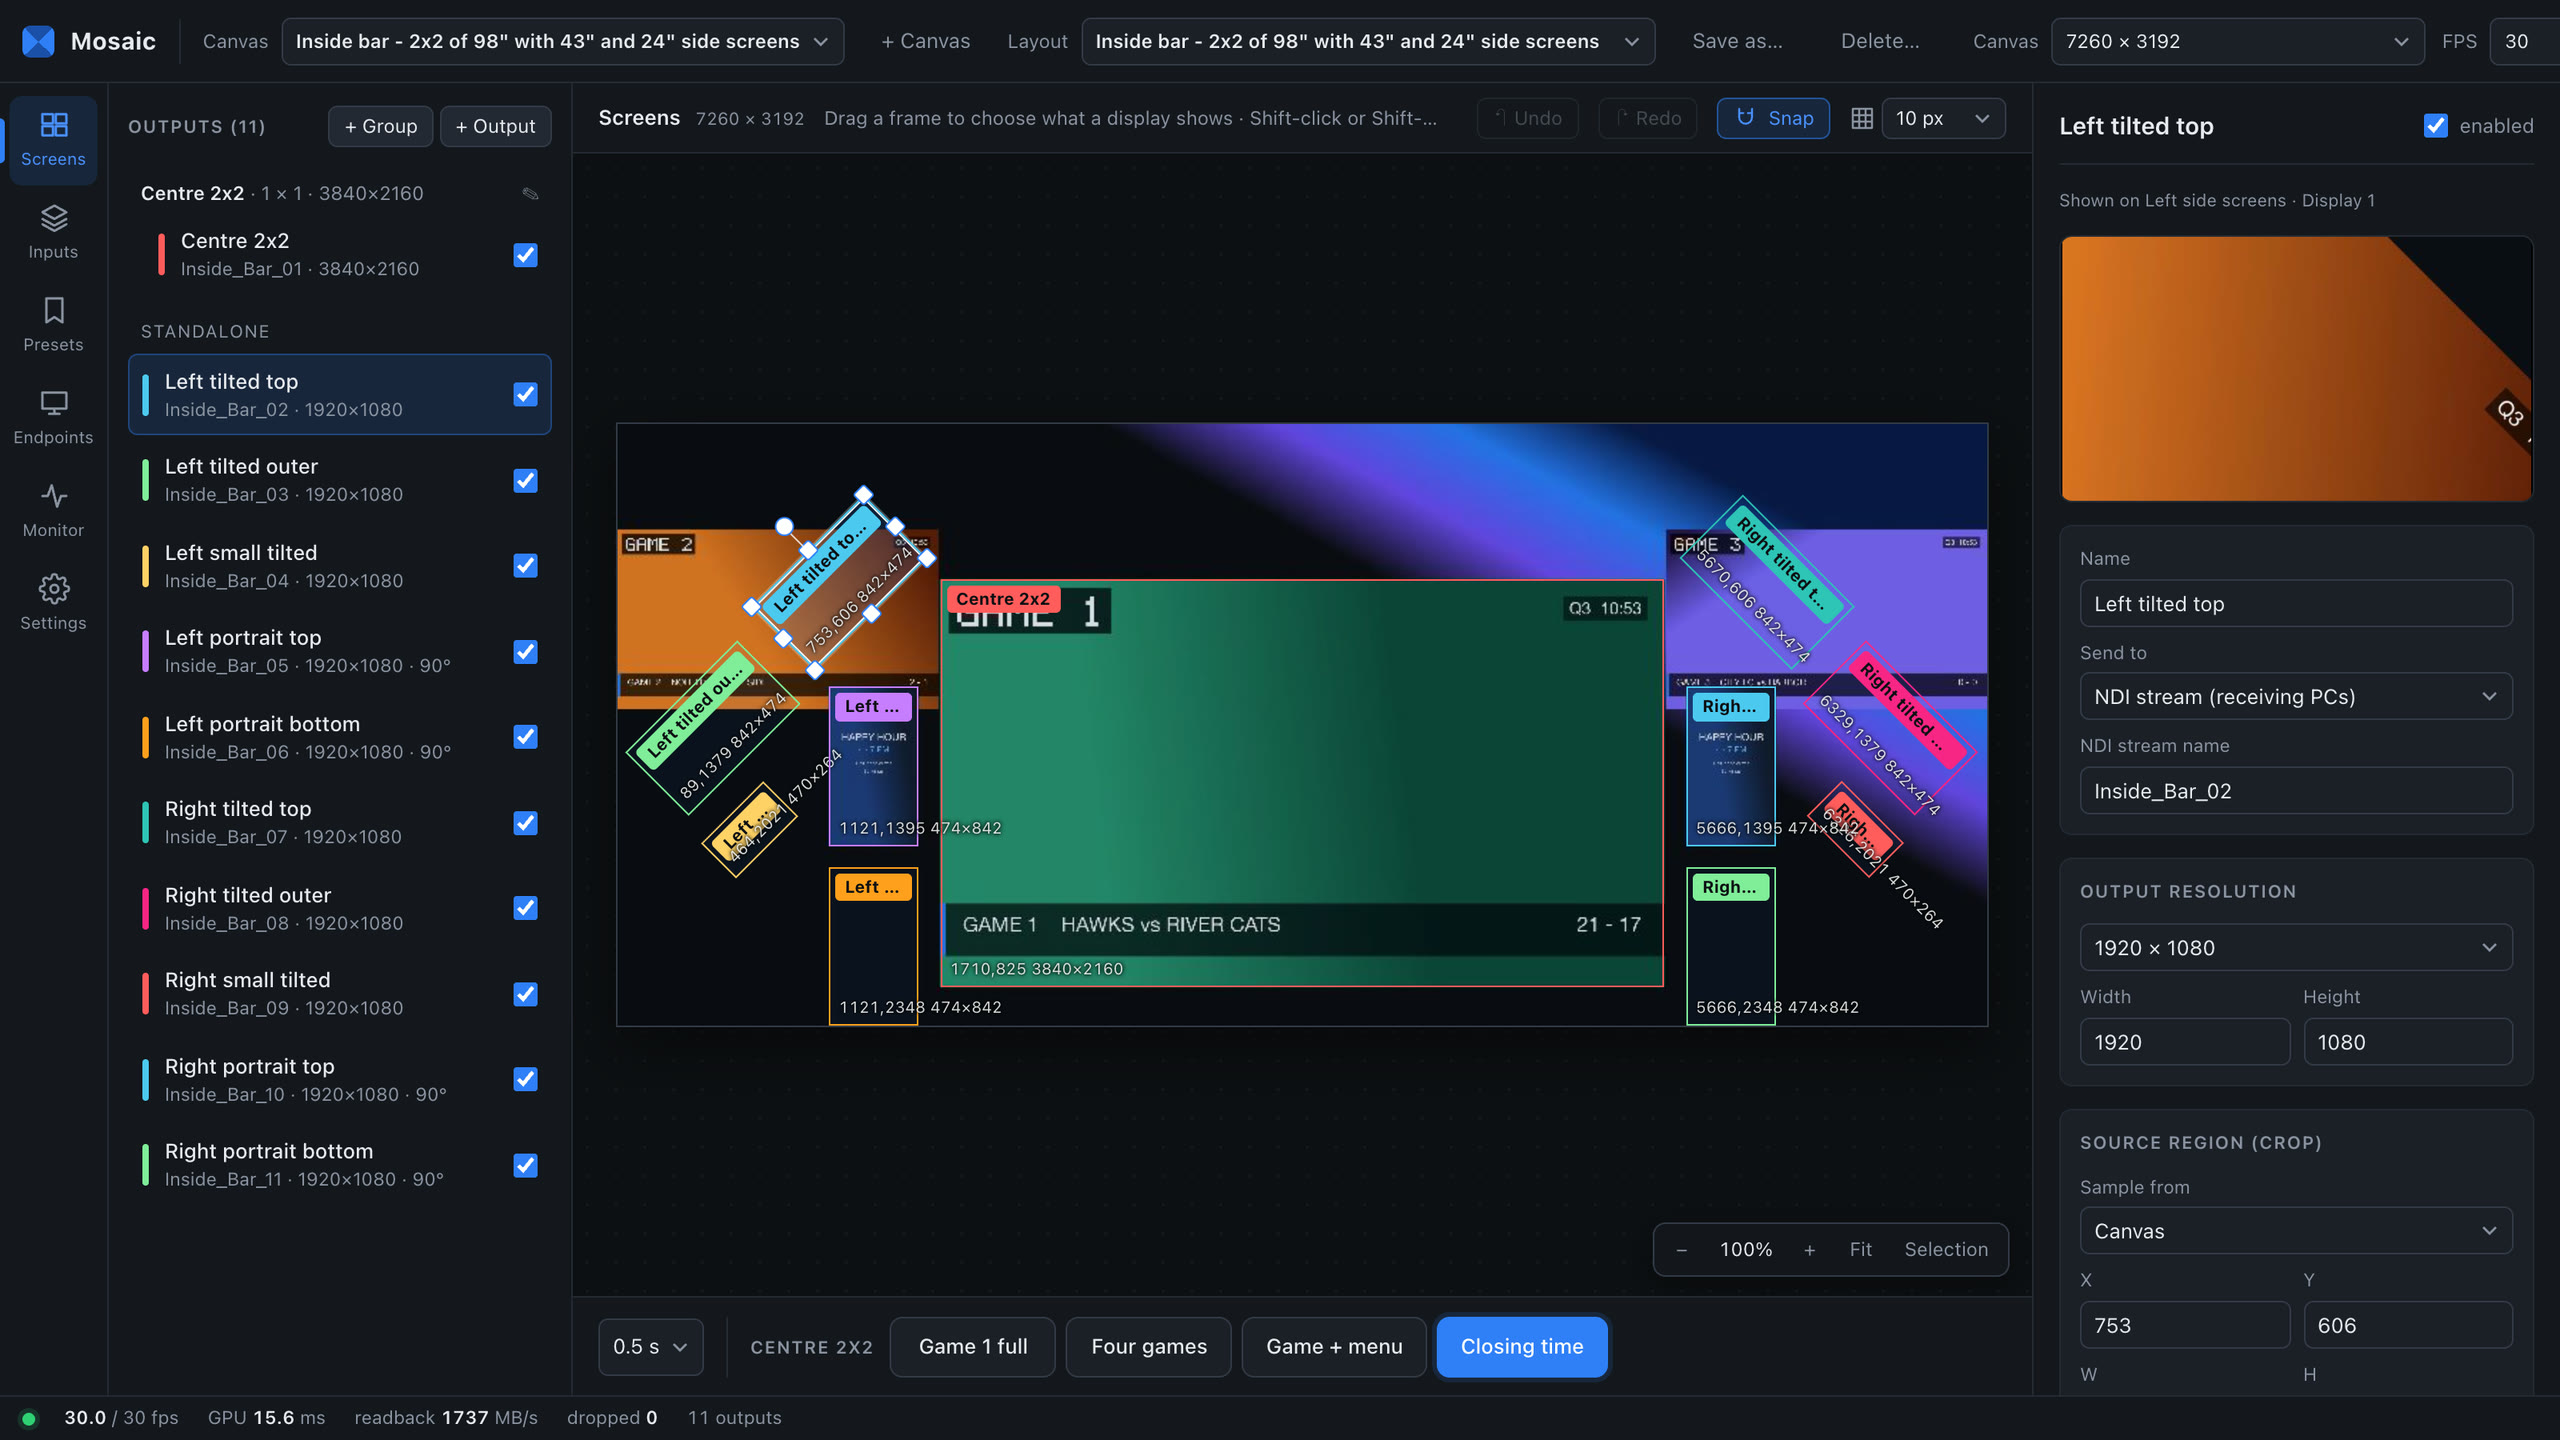 Mosaic
Canvas
Inside bar - 2x2 of 98" with 43" and 24" side screens
+ Canvas
Layout
Inside bar - 2x2 of 98" with 43" and 24" side screens
Save as...
Delete...
Canvas
7260 × 3192
FPS
30
Screens
Inputs
Presets
Endpoints
Monitor
Settings
OUTPUTS (11)
+ Group
+ Output
Centre 2x2 · 1 × 1 · 3840×2160
Centre 2x2
Inside_Bar_01 · 3840×2160
STANDALONE
Left tilted top
Inside_Bar_02 · 1920×1080
Left tilted outer
Inside_Bar_03 · 1920×1080
Left small tilted
Inside_Bar_04 · 1920×1080
Left portrait top
Inside_Bar_05 · 1920×1080 · 90°
Left portrait bottom
Inside_Bar_06 · 1920×1080 · 90°
Right tilted top
Inside_Bar_07 · 1920×1080
Right tilted outer
Inside_Bar_08 · 1920×1080
Right small tilted
Inside_Bar_09 · 1920×1080
Right portrait top
Inside_Bar_10 · 1920×1080 · 90°
Right portrait bottom
Inside_Bar_11 · 1920×1080 · 90°
Screens
7260 × 3192
Drag a frame to choose what a display shows · Shift-click or Shift-...
Undo
Redo
Snap
10 px
GAME 2
Left tilted to...
753,606 842×474
Left tilted ou...
89,1379 842×474
Left ...
464,2021 470×264
Left ...
HAPPY HOUR
1121,1395 474×842
Left ...
1121,2348 474×842
Centre 2x2
GAME 1
Q3 10:53
GAME 1 HAWKS vs RIVER CATS
21 - 17
1710,825 3840×2160
GAME 3
Q3 10:53
Right tilted t...
5670,606 842×474
Right tilted ...
6329,1379 842×474
Righ...
HAPPY HOUR
5666,1395 474×842
Righ...
2021 470×264
Righ...
5666,2348 474×842
− 100% + Fit Selection
0.5 s
CENTRE 2X2
Game 1 full
Four games
Game + menu
Closing time
30.0 / 30 fps
GPU 15.6 ms
readback 1737 MB/s
dropped 0
11 outputs
Left tilted top
enabled
Shown on Left side screens · Display 1
Q3
Name
Left tilted top
Send to
NDI stream (receiving PCs)
NDI stream name
Inside_Bar_02
OUTPUT RESOLUTION
1920 × 1080
Width
Height
1920
1080
SOURCE REGION (CROP)
Sample from
Canvas
X
Y
753
606
W
H